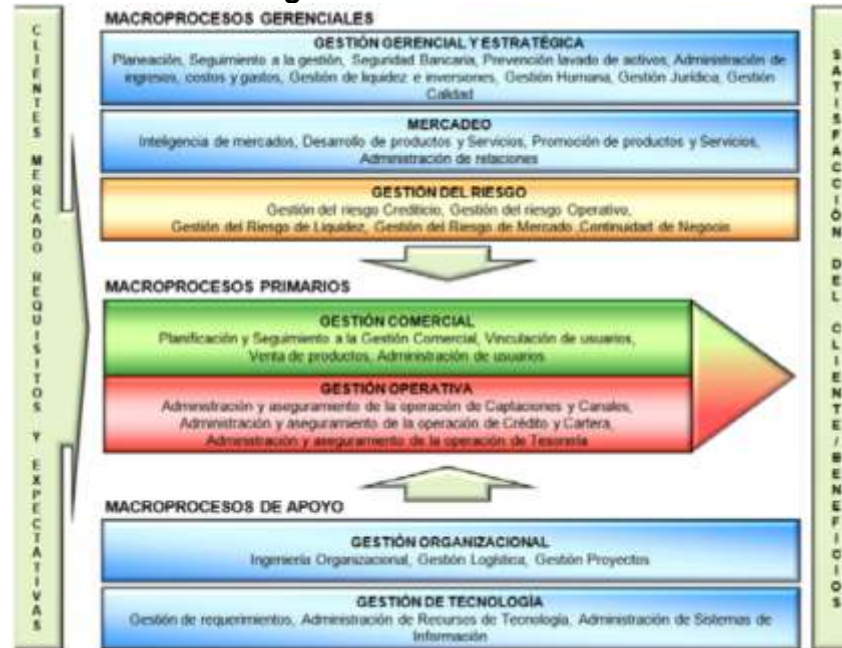 MACROPROCESOS GERENCIALES
GESTIÓN GERENCIAL Y ESTRATÉGICA
Planeación, Seguimiento a la gestión, Seguridad Bancaria, Prevención lavado de activos, Administración de
ingresos, costos y gastos, Gestión de liquidez e inversiones, Gestión Humana, Gestión Jurídica, Gestión
Calidad
MERCADEO
Inteligencia de mercados, Desarrollo de productos y Servicios, Promoción de productos y Servicios,
Administración de relaciones
GESTIÓN DEL RIESGO
Gestión del riesgo Crediticio, Gestión del riesgo Operativo,
Gestión del Riesgo de Liquidez, Gestión del Riesgo de Mercado ,Continuidad de Negocio
MACROPROCESOS PRIMARIOS
GESTIÓN COMERCIAL
Planificación y Seguimiento a la Gestión Comercial, Vinculación de usuarios,
Venta de productos, Administración de usuarios
GESTIÓN OPERATIVA
Administración y aseguramiento de la operación de Captaciones y Canales,
Administración y aseguramiento de la operación de Crédito y Cartera,
Administración y aseguramiento de la operación de Tesorería
MACROPROCESOS DE APOYO
GESTIÓN ORGANIZACIONAL
Ingeniería Organizacional, Gestión Logística, Gestión Proyectos
GESTIÓN DE TECNOLOGÍA
Gestión de requerimientos, Administración de Recursos de Tecnología, Administración de Sistemas de
Información
CLIENTES MERCADO REQUISITOS Y EXPECTATIVAS
SATISFACCIÓN DEL CLIENTE/BENEFICIOS